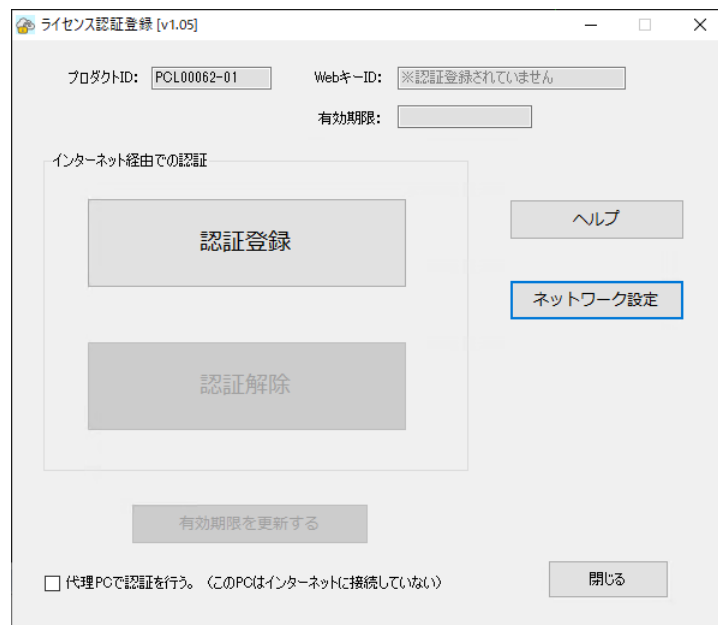 ライセンス認証登録 [v1.05]
プロダクトID: PCL00062-01 WebキーID: ※認証登録されていません
有効期限:
インターネット経由での認証
認証登録
ヘルプ
ネットワーク設定
認証解除
有効期限を更新する
代理PCで認証を行う。（このPCはインターネットに接続していない）
閉じる